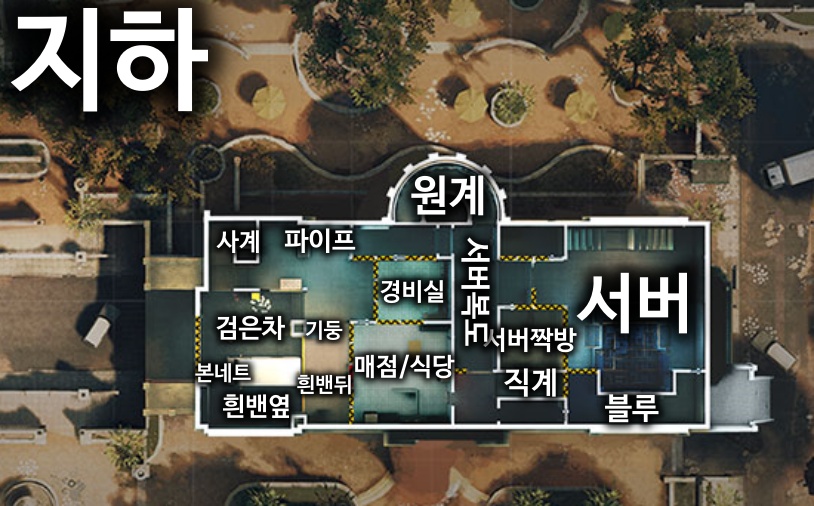 지하
원계
사계
파이프
서버복도
경비실
서버
검은차
기둥
서버짝방
본네트
흰밴뒤
매점/식당
직계
흰밴옆
블루